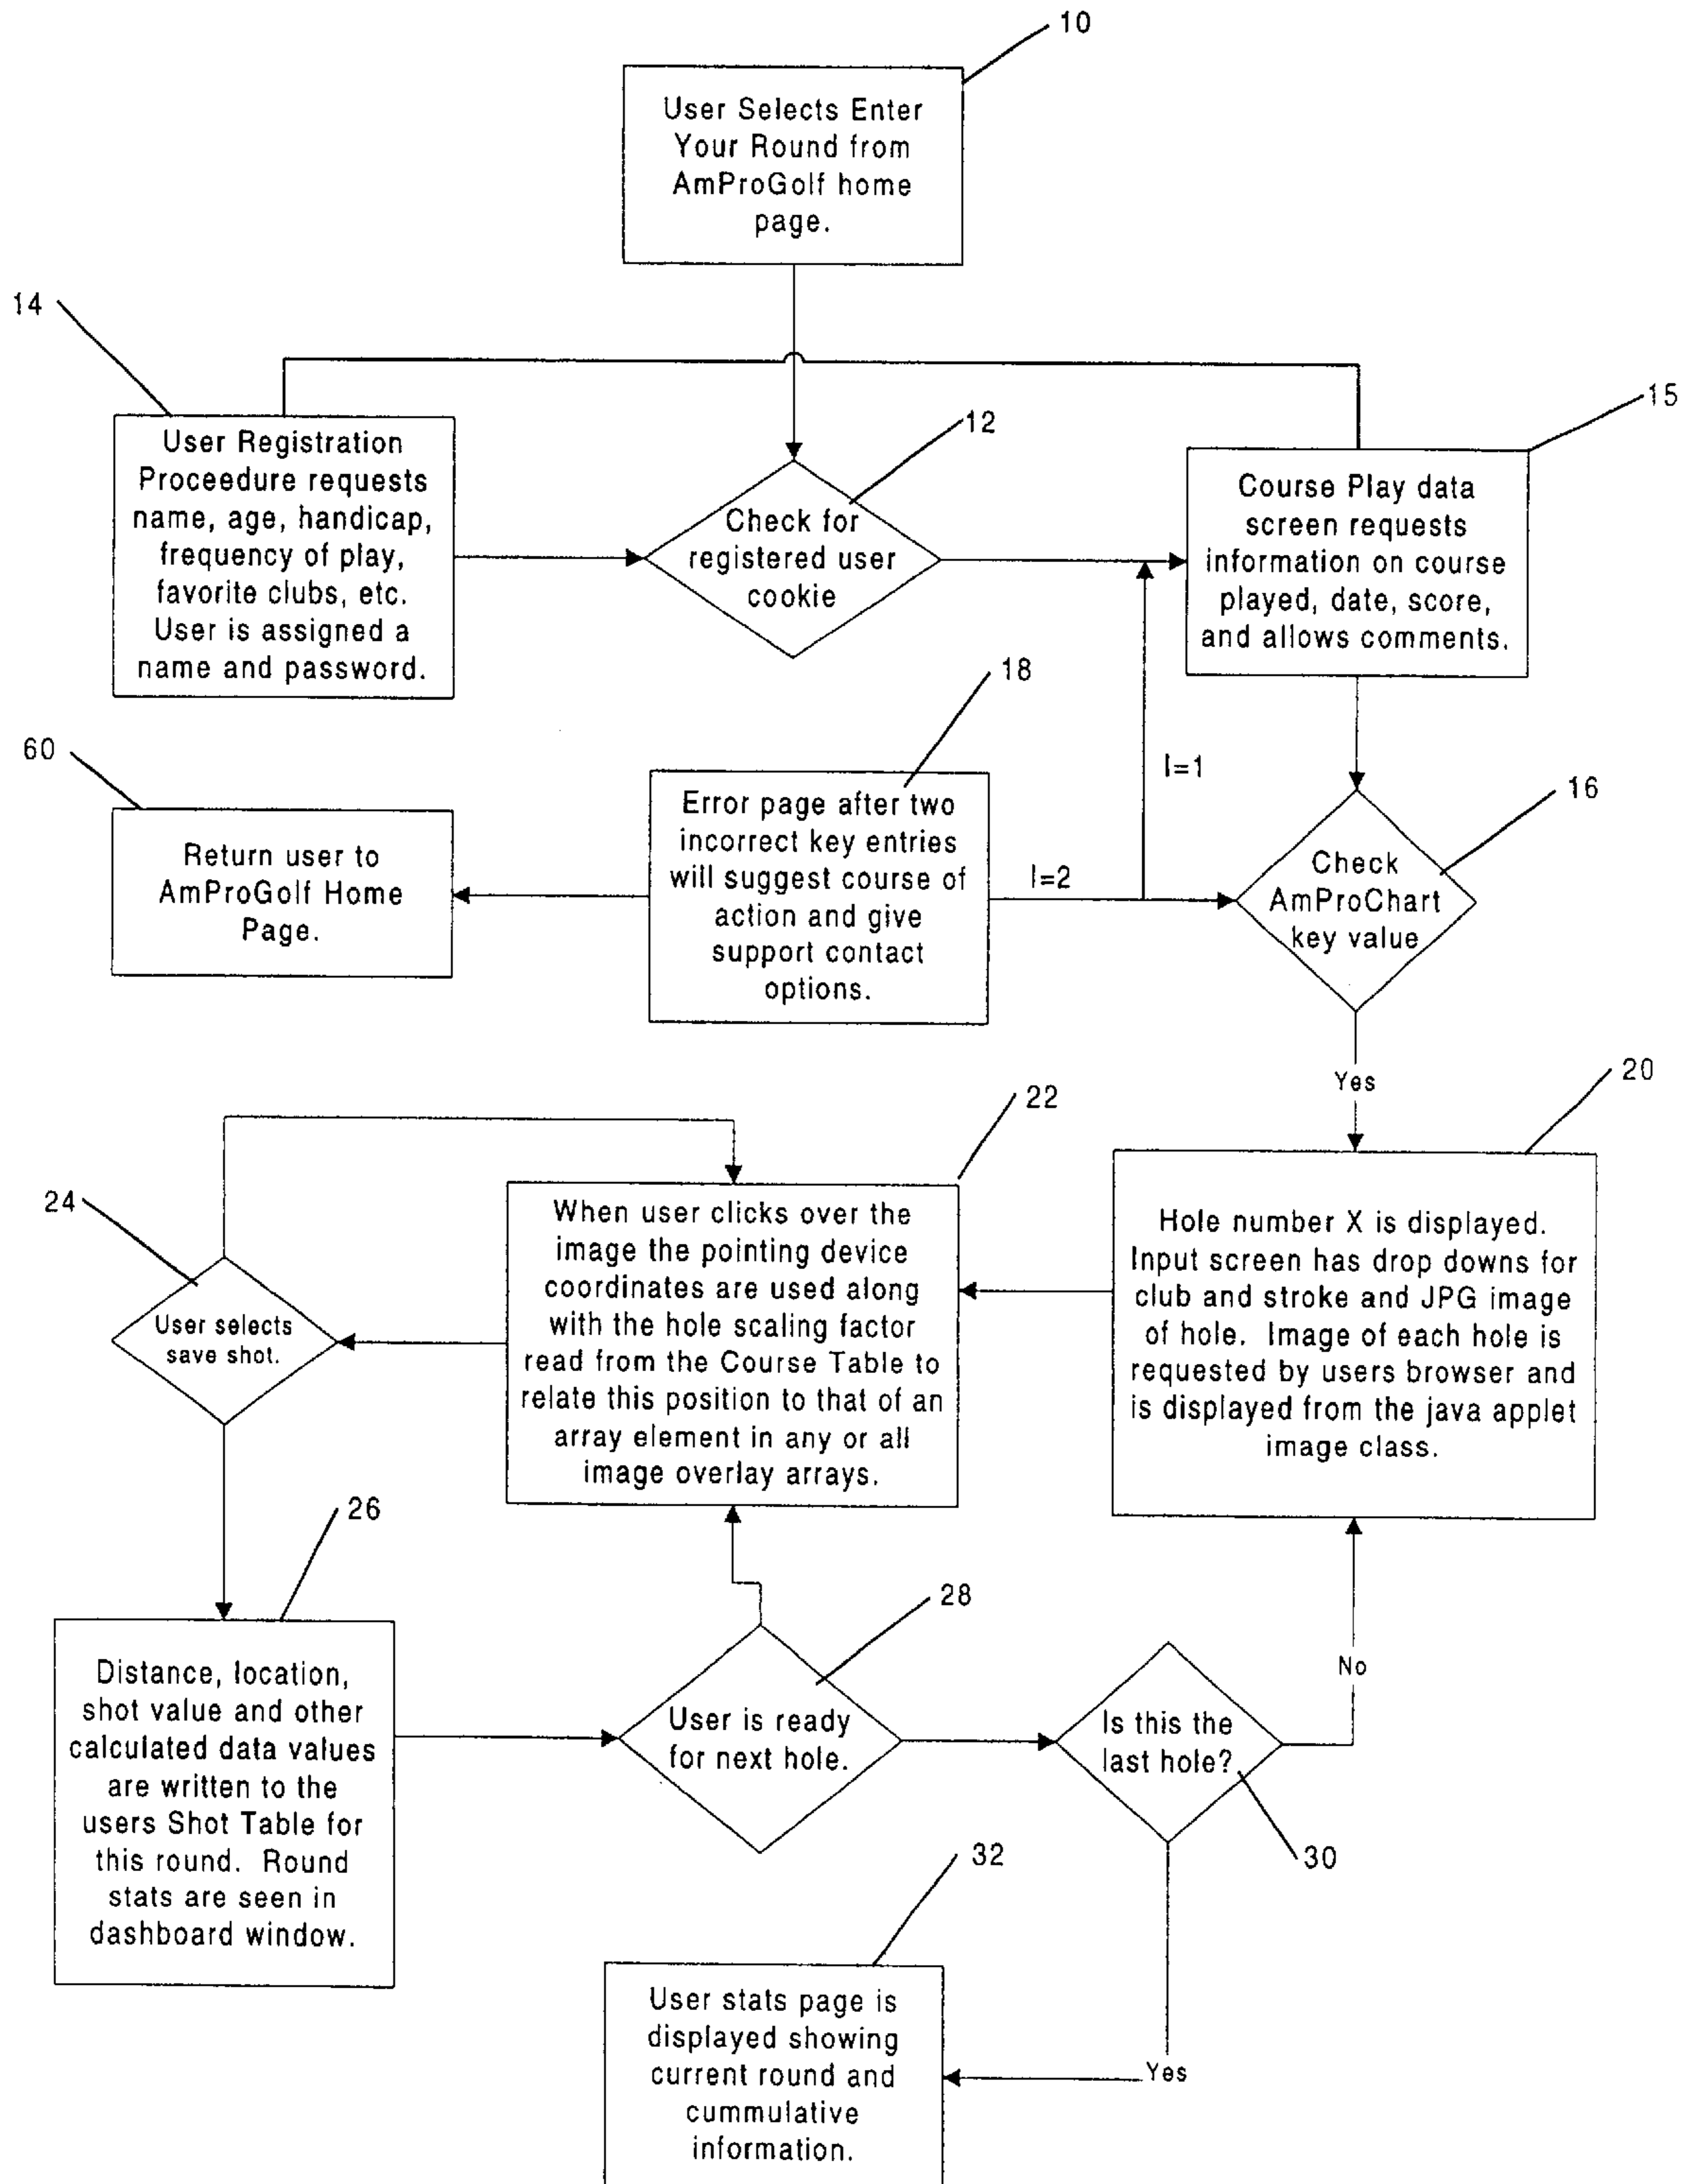 10
User Selects Enter
Your Round from
AmProGolf home
page.
14
User Registration
Proceedure requests
name, age, handicap,
frequency of play,
favorite clubs, etc.
User is assigned a
name and password.
12
Check for
registered user
cookie
15
Course Play data
screen requests
information on course
played, date, score,
and allows comments.
60
Return user to
AmProGolf Home
Page.
18
Error page after two
incorrect key entries
will suggest course of
action and give
support contact
options.
I=1
I=2
16
Check
AmProChart
key value
Yes
20
Hole number X is displayed.
Input screen has drop downs for
club and stroke and JPG image
of hole. Image of each hole is
requested by users browser and
is displayed from the java applet
image class.
22
When user clicks over the
image the pointing device
coordinates are used along
with the hole scaling factor
read from the Course Table to
relate this position to that of an
array element in any or all
image overlay arrays.
24
User selects
save shot.
26
Distance, location,
shot value and other
calculated data values
are written to the
users Shot Table for
this round. Round
stats are seen in
dashboard window.
28
User is ready
for next hole.
Is this the
last hole?
30
No
Yes
32
User stats page is
displayed showing
current round and
cummulative
information.